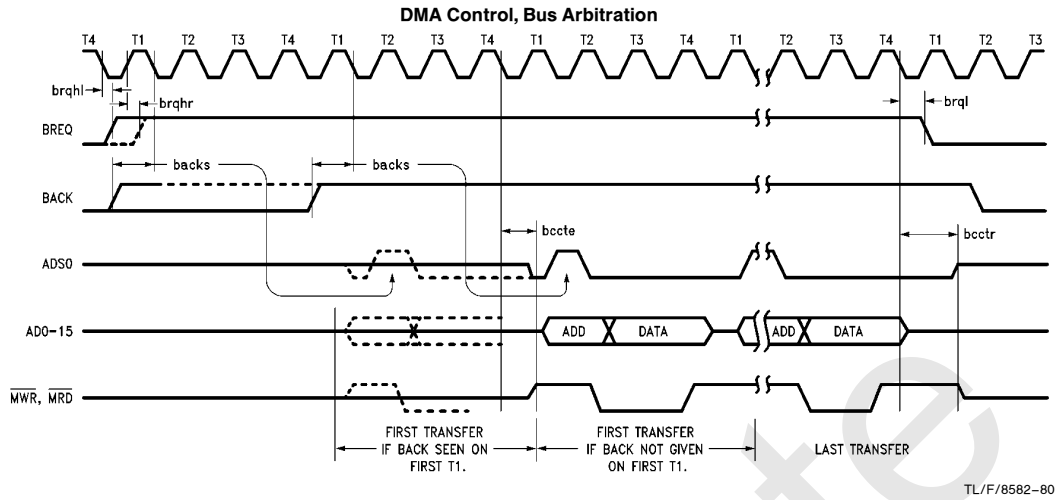 DMA Control, Bus Arbitration
T4 T1 T2 T3 T4 T1 T2 T3 T4 T1 T2 T3 T4 T1 T2 T3 T4 T1 T2 T3
brqhl
brqhr
brql
BREQ
backs
backs
BACK
bccte
bcctr
ADS0
AD0-15
ADD
DATA
ADD
DATA
MWR, MRD
FIRST TRANSFER
IF BACK SEEN ON
FIRST T1.
FIRST TRANSFER
IF BACK NOT GIVEN
ON FIRST T1.
LAST TRANSFER
TL/F/8582-80